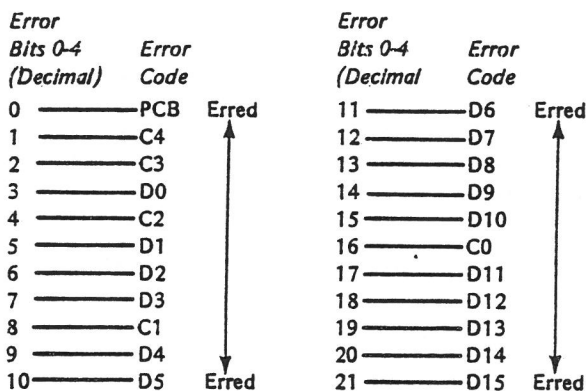 Error
Bits 0-4 Error
(Decimal) Code
0 PCB Erred
1 C4
2 C3
3 D0
4 C2
5 D1
6 D2
7 D3
8 C1
9 D4
10 D5 Erred
Error
Bits 0-4 Error
(Decimal Code
11 D6 Erred
12 D7
13 D8
14 D9
15 D10
16 C0
17 D11
18 D12
19 D13
20 D14
21 D15 Erred